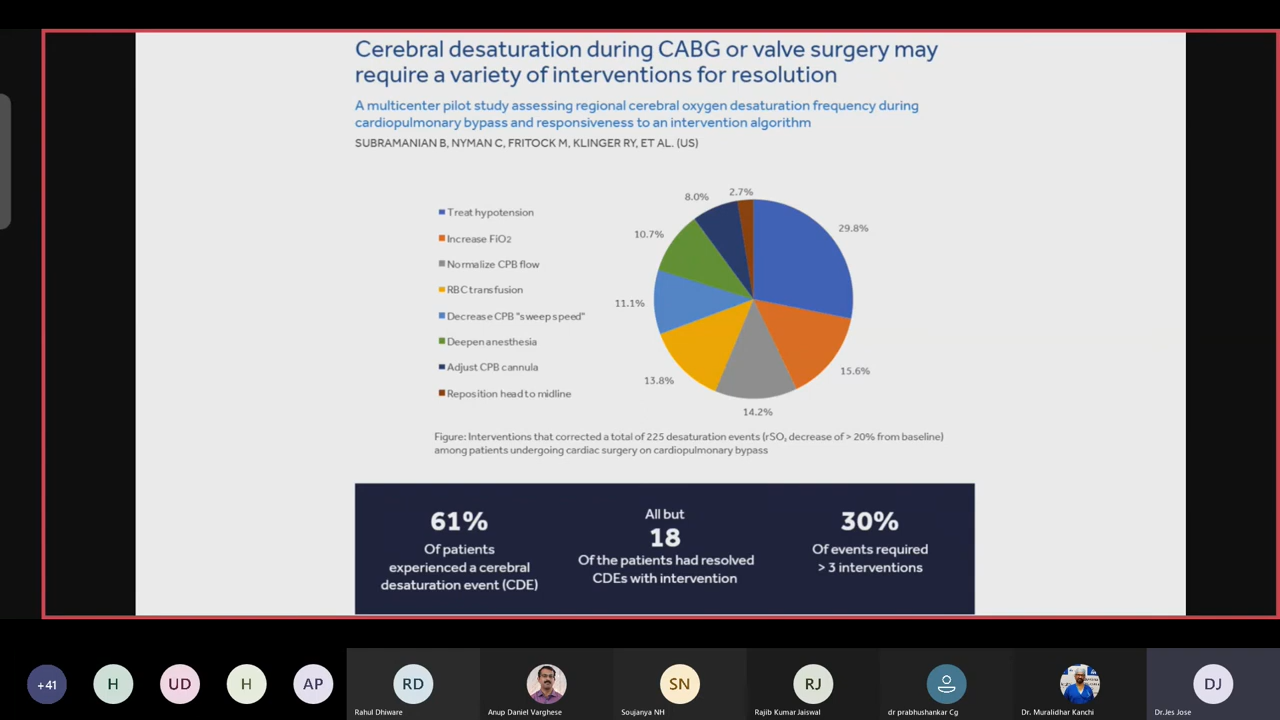 Cerebral desaturation during CABG or valve surgery may
require a variety of interventions for resolution
A multicenter pilot study assessing regional cerebral oxygen desaturation frequency during
cardiopulmonary bypass and responsiveness to an intervention algorithm
SUBRAMANIAN B, NYMAN C, FRITOCK M, KLINGER RY, ET AL. (US)
Treat hypotension
Increase FiO2
Normalize CPB flow
RBC transfusion
Decrease CPB "sweep speed"
Deepen anesthesia
Adjust CPB cannula
Reposition head to midline
2.7%
8.0%
29.8%
10.7%
11.1%
15.6%
13.8%
14.2%
Figure: Interventions that corrected a total of 225 desaturation events (rSO, decrease of > 20% from baseline)
among patients undergoing cardiac surgery on cardiopulmonary bypass
61%
Of patients
experienced a cerebral
desaturation event (CDE)
All but
18
Of the patients had resolved
CDEs with intervention
30%
Of events required
> 3 interventions
+41
H
UD
H
AP
RD
Rahul Dhiware
Anup Daniel Varghese
SN
Soujanya NH
RJ
Rajib Kumar Jaiswal
dr prabhushankar Cg
Dr. Muralidhar Kanchi
DJ
Dr.Jes Jose